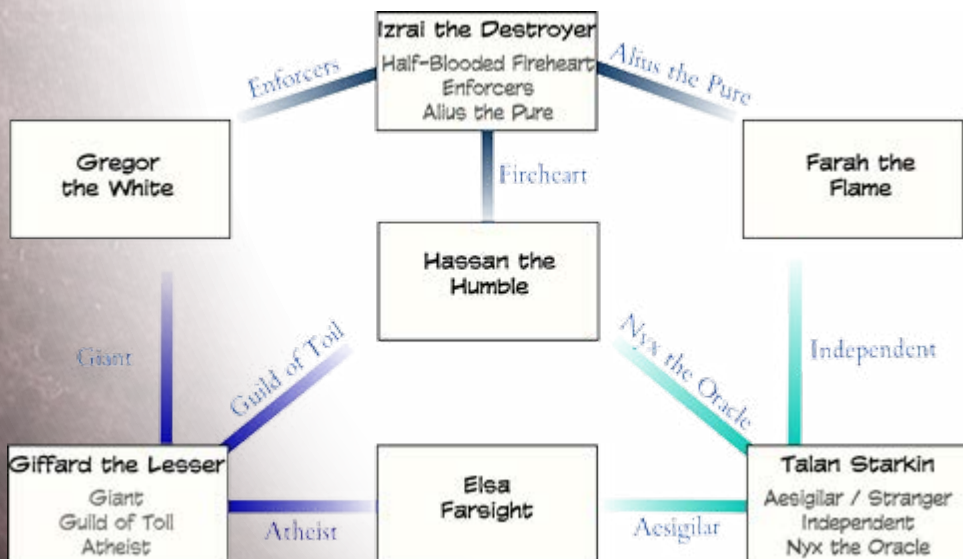 Izrai the Destroyer
Half-Blooded Fireheart
Enforcers
Alius the Pure
Enforcers
Alius the Pure
Gregor
the White
Fireheart
Farah the
Flame
Hassan the
Humble
Giant
Guild of Toil
Nyx the Oracle
Independent
Giffard the Lesser
Giant
Guild of Toll
Atheist
Atheist
Elsa
Farsight
Aesigilar
Talan Starkin
Aesigilar / Stranger
Independent
Nyx the Oracle